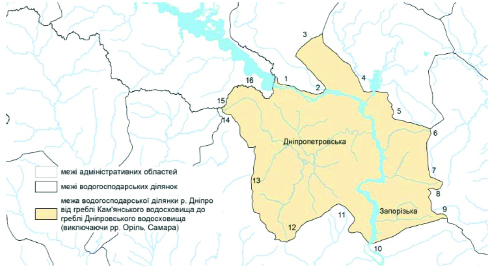 3
16
1
2
4
15
14
5
6
Дніпропетровська
7
8
13
Запорізька
9
11
12
10
межі адміністративних областей
межі водогосподарських ділянок
межа водогосподарської ділянки р. Дніпро
від греблі Кам'янського водосховища до
греблі Дніпровського водосховища
(виключаючи рр. Оріль, Самара)